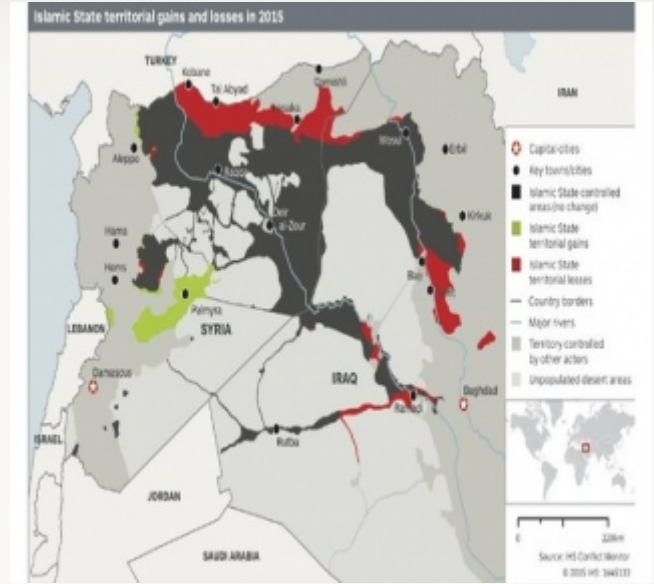 Islamic State territorial gains and losses in 2015
TURKEY
Kobane
Tal Abyad
Qamishli
IRAN
Aleppo
Mosul
Erbil
Raqqa
Deir
al-Zour
Kirkuk
Hama
Homs
Baiji
Palmyra
LEBANON
SYRIA
Damascus
IRAQ
Baghdad
Ramadi
Rutba
ISRAEL
JORDAN
SAUDI ARABIA
Capital cities
Key towns/cities
Islamic State controlled
areas (no change)
Islamic State
territorial gains
Islamic State
territorial losses
Country borders
Major rivers
Territory controlled
by other actors
Unpopulated desert areas
0
220km
Source: IHS Conflict Monitor
© 2015 IHS: